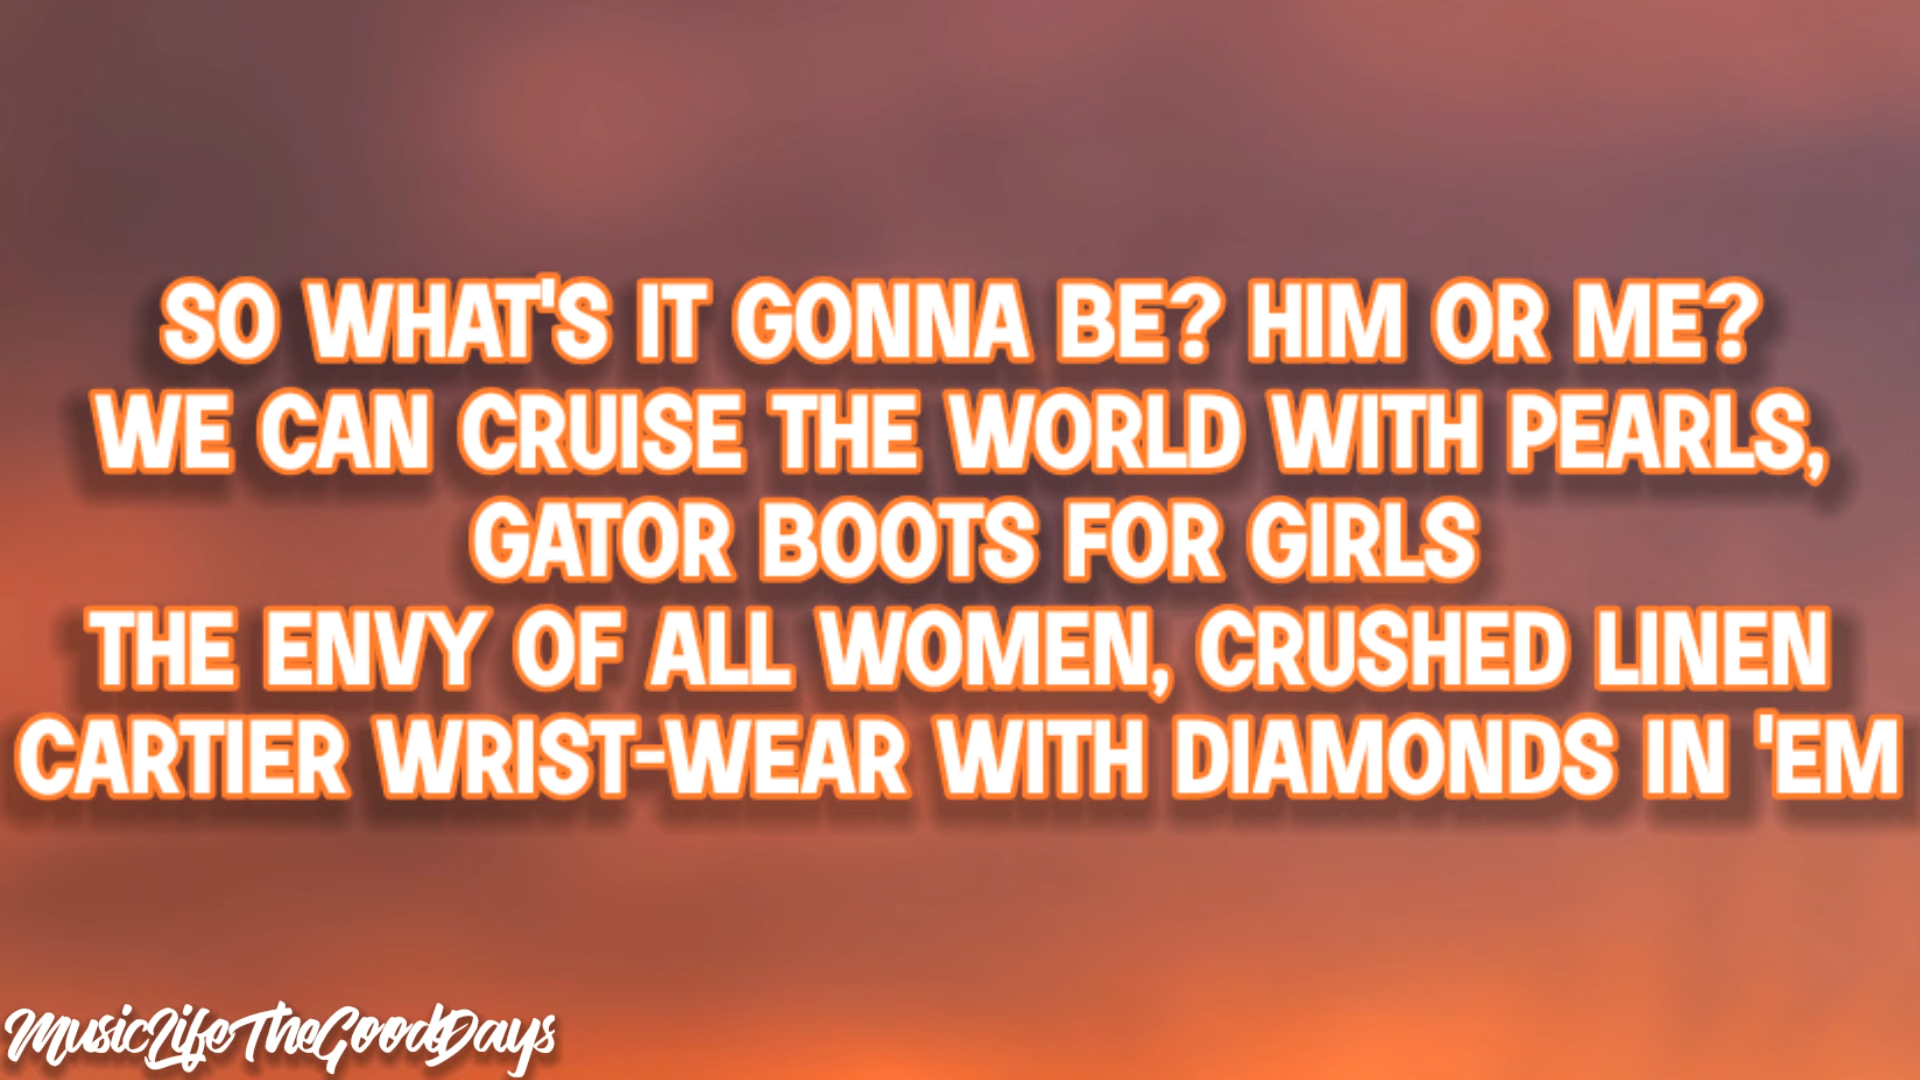 SO WHAT'S IT GONNA BE? HIM OR ME?
WE CAN CRUISE THE WORLD WITH PEARLS,
GATOR BOOTS FOR GIRLS
THE ENVY OF ALL WOMEN, CRUSHED LINEN
CARTIER WRIST-WEAR WITH DIAMONDS IN 'EM
MusicLifeTheGoodDays